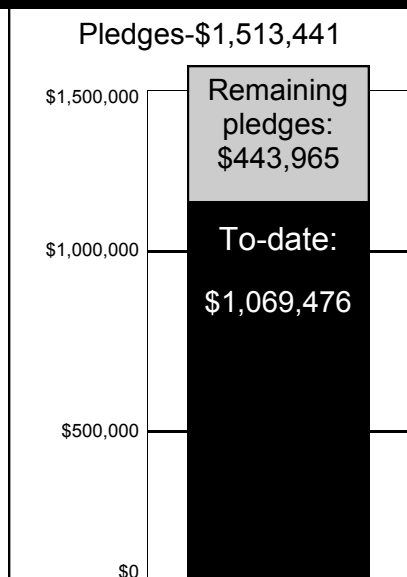 Pledges-$1,513,441
$1,500,000
Remaining
pledges:
$443,965
$1,000,000
To-date:
$1,069,476
$500,000
$0